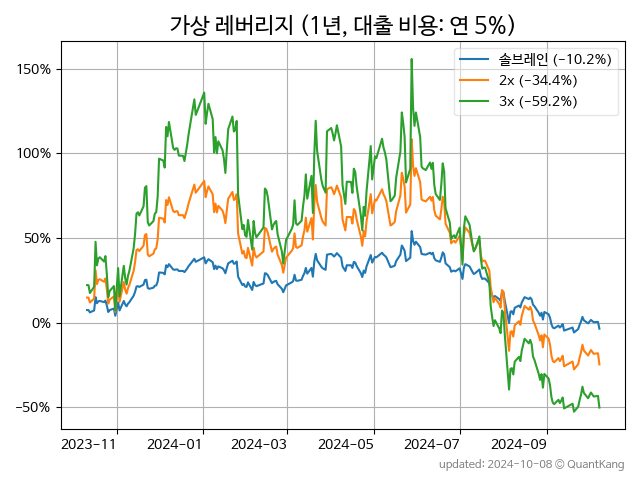 가상 레버리지 (1년, 대출 비용: 연 5%)
솔브레인 (−10.2%)
2x (−34.4%)
3x (−59.2%)
150%
100%
50%
0%
−50%
2023−11 2024−01 2024−03 2024−05 2024−07 2024−09
updated: 2024-10-08 © QuantKang